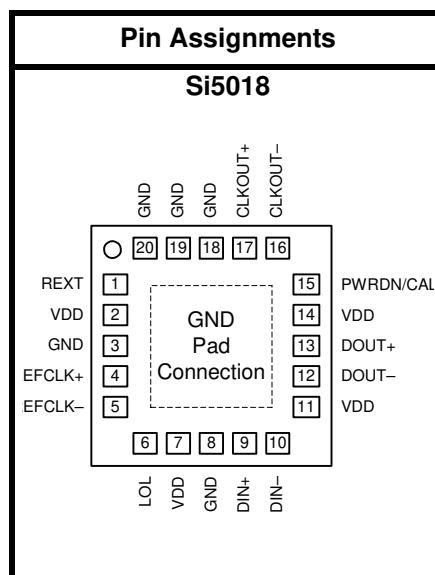 Pin Assignments
Si5018
GND
GND
GND
CLKOUT+
CLKOUT–
20
19
18
17
16
REXT
1
15
PWRDN/CAL
VDD
2
14
VDD
GND
3
13
DOUT+
EFCLK+
4
12
DOUT–
EFCLK–
5
11
VDD
GND
Pad
Connection
6
7
8
9
10
LOL
VDD
GND
DIN+
DIN–